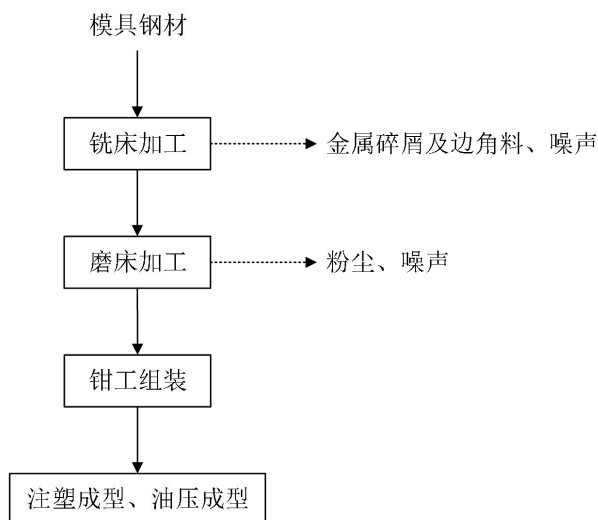 模具钢材
铣床加工
金属碎屑及边角料、噪声
磨床加工
粉尘、噪声
钳工组装
注塑成型、油压成型